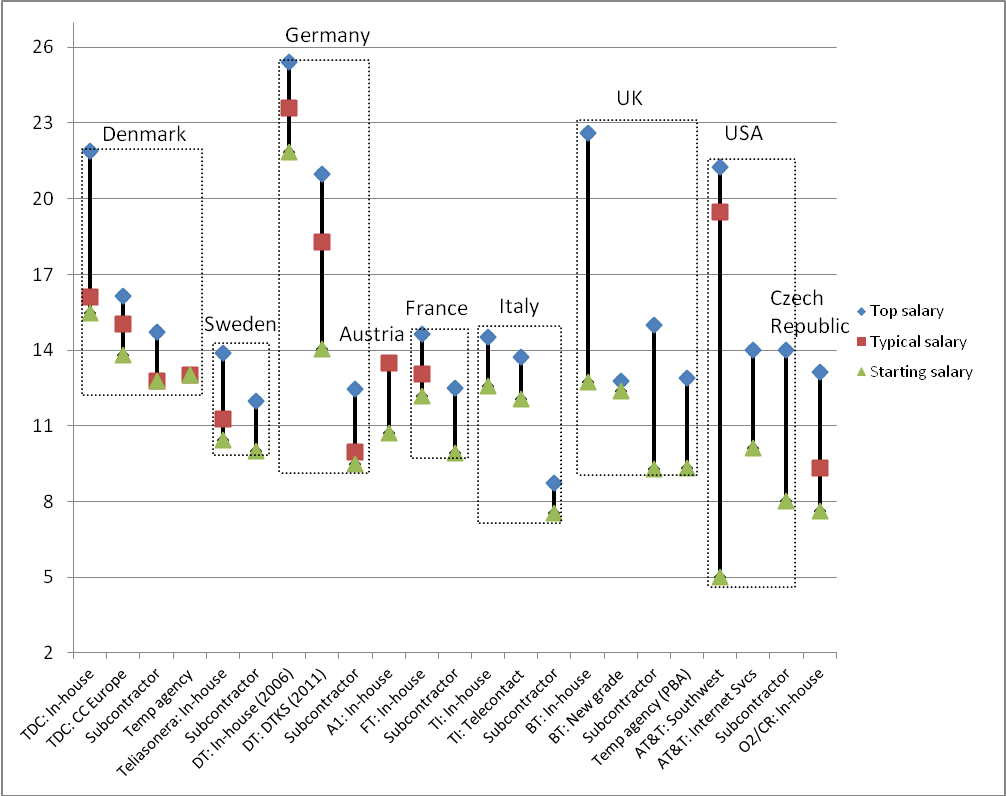 Germany
26
UK
23
Denmark
USA
20
17
Czech
Republic
France
Italy
Sweden
Austria
Top salary
Typical salary
Starting salary
14
11
8
5
2
TDC: In-house
TDC: CC Europe
Subcontractor
Temp agency
Teliasonera: In-house
Subcontractor
DT: In-house (2006)
DT: DTKS (2011)
Subcontractor
A1: In-house
FT: In-house
Subcontractor
TI: In-house
TI: Telecontact
Subcontractor
BT: In-house
BT: New grade
Subcontractor
Temp agency (PBA)
AT&T: Southwest
AT&T: Internet Svcs
Subcontractor
O2/CR: In-house